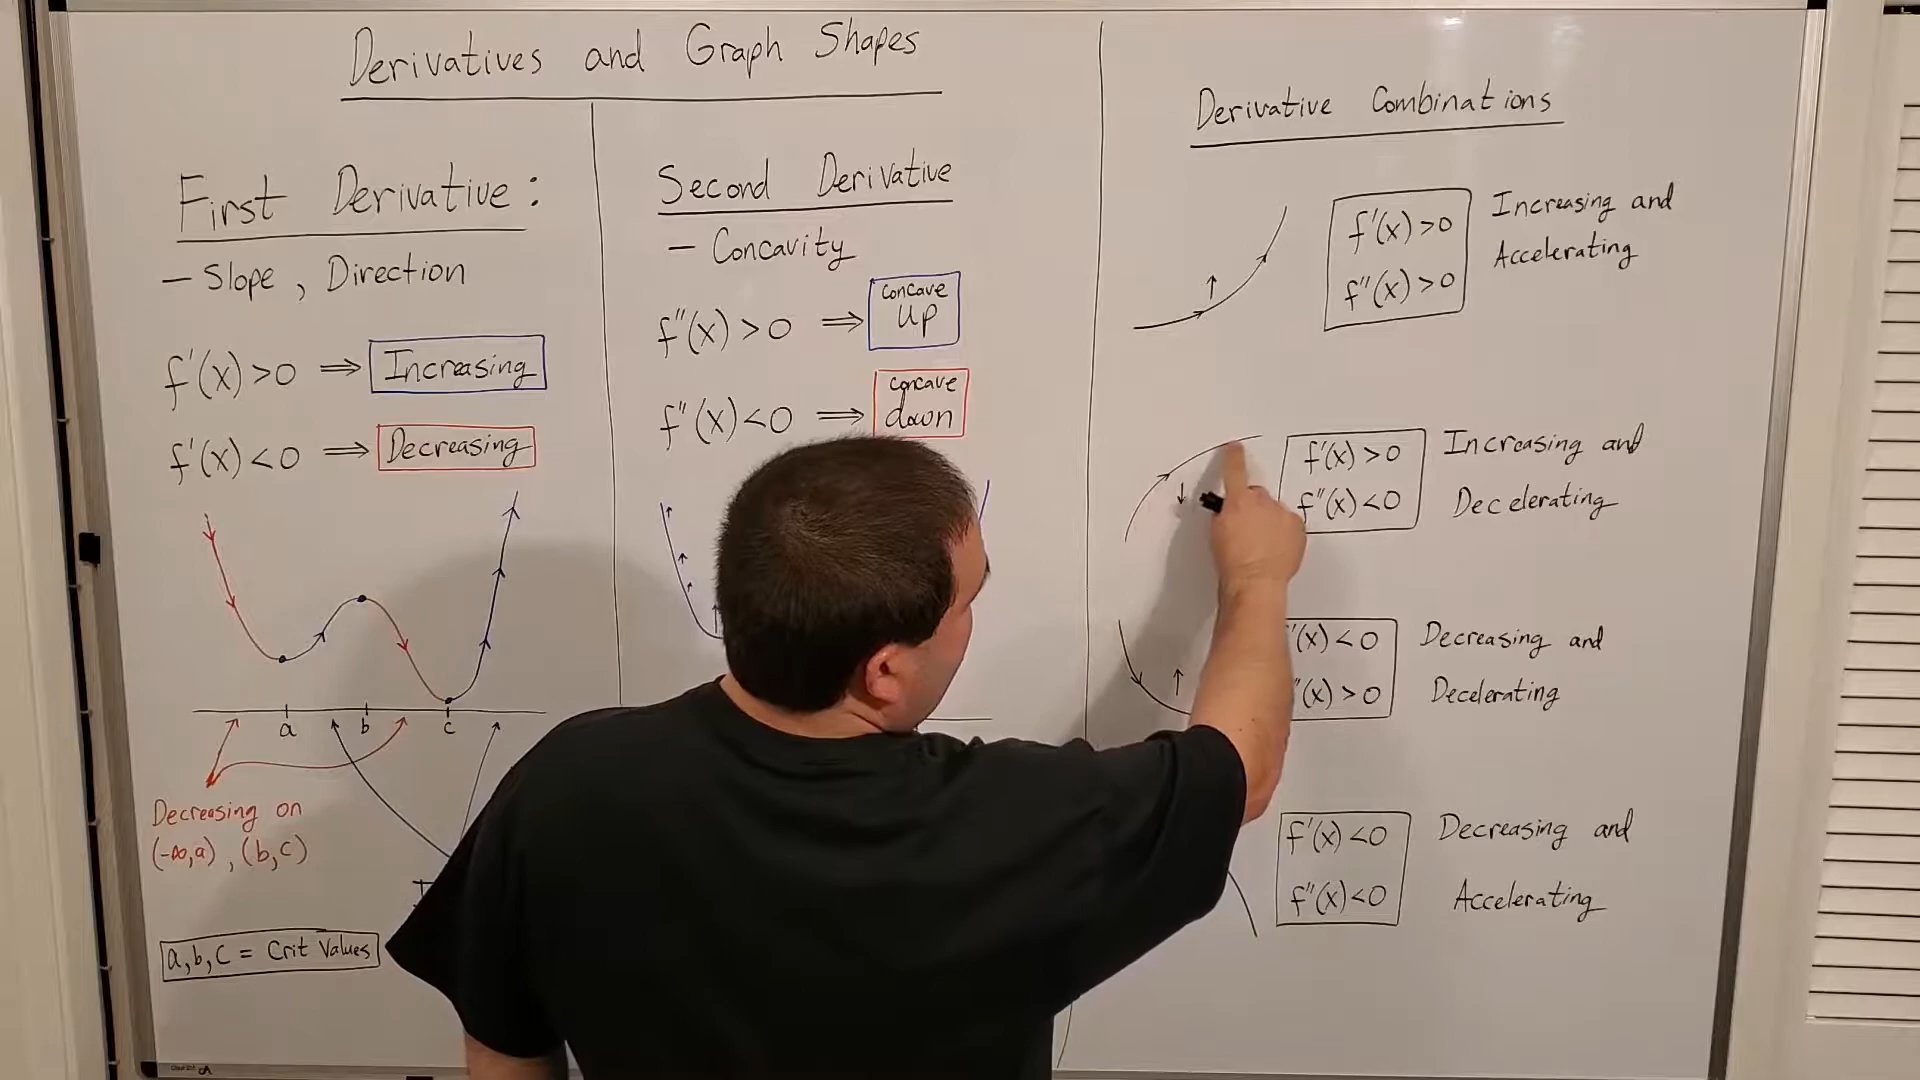 Derivatives and Graph Shapes
First Derivative:
- Slope, Direction
f'(x) >0 ⟹ Increasing
f'(x) <0 ⟹ Decreasing
a b c
Decreasing on
(-∞,a) , (b,c)
a,b,c = Crit Values
Second Derivative
- Concavity
f"(x) >0 ⟹ concave
up
f"(x) <0 ⟹ concave
down
Derivative Combinations
f'(x) >0
f"(x) >0
Increasing and
Accelerating
f'(x) >0
f"(x) <0
Increasing and
Decelerating
'(x) <0
"(x) >0
Decreasing and
Decelerating
f'(x) <0
f"(x) <0
Decreasing and
Accelerating